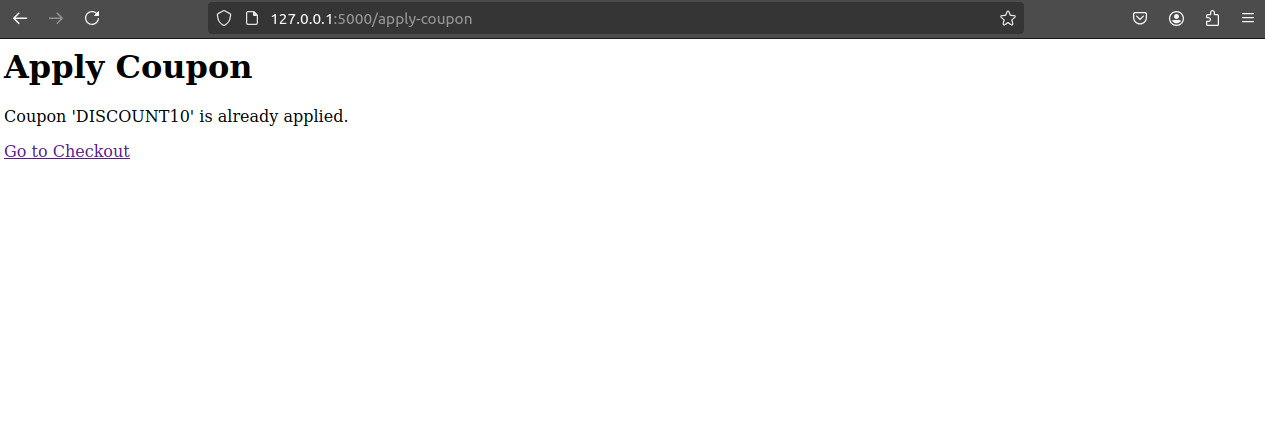 127.0.0.1:5000/apply-coupon
Apply Coupon
Coupon 'DISCOUNT10' is already applied.
Go to Checkout